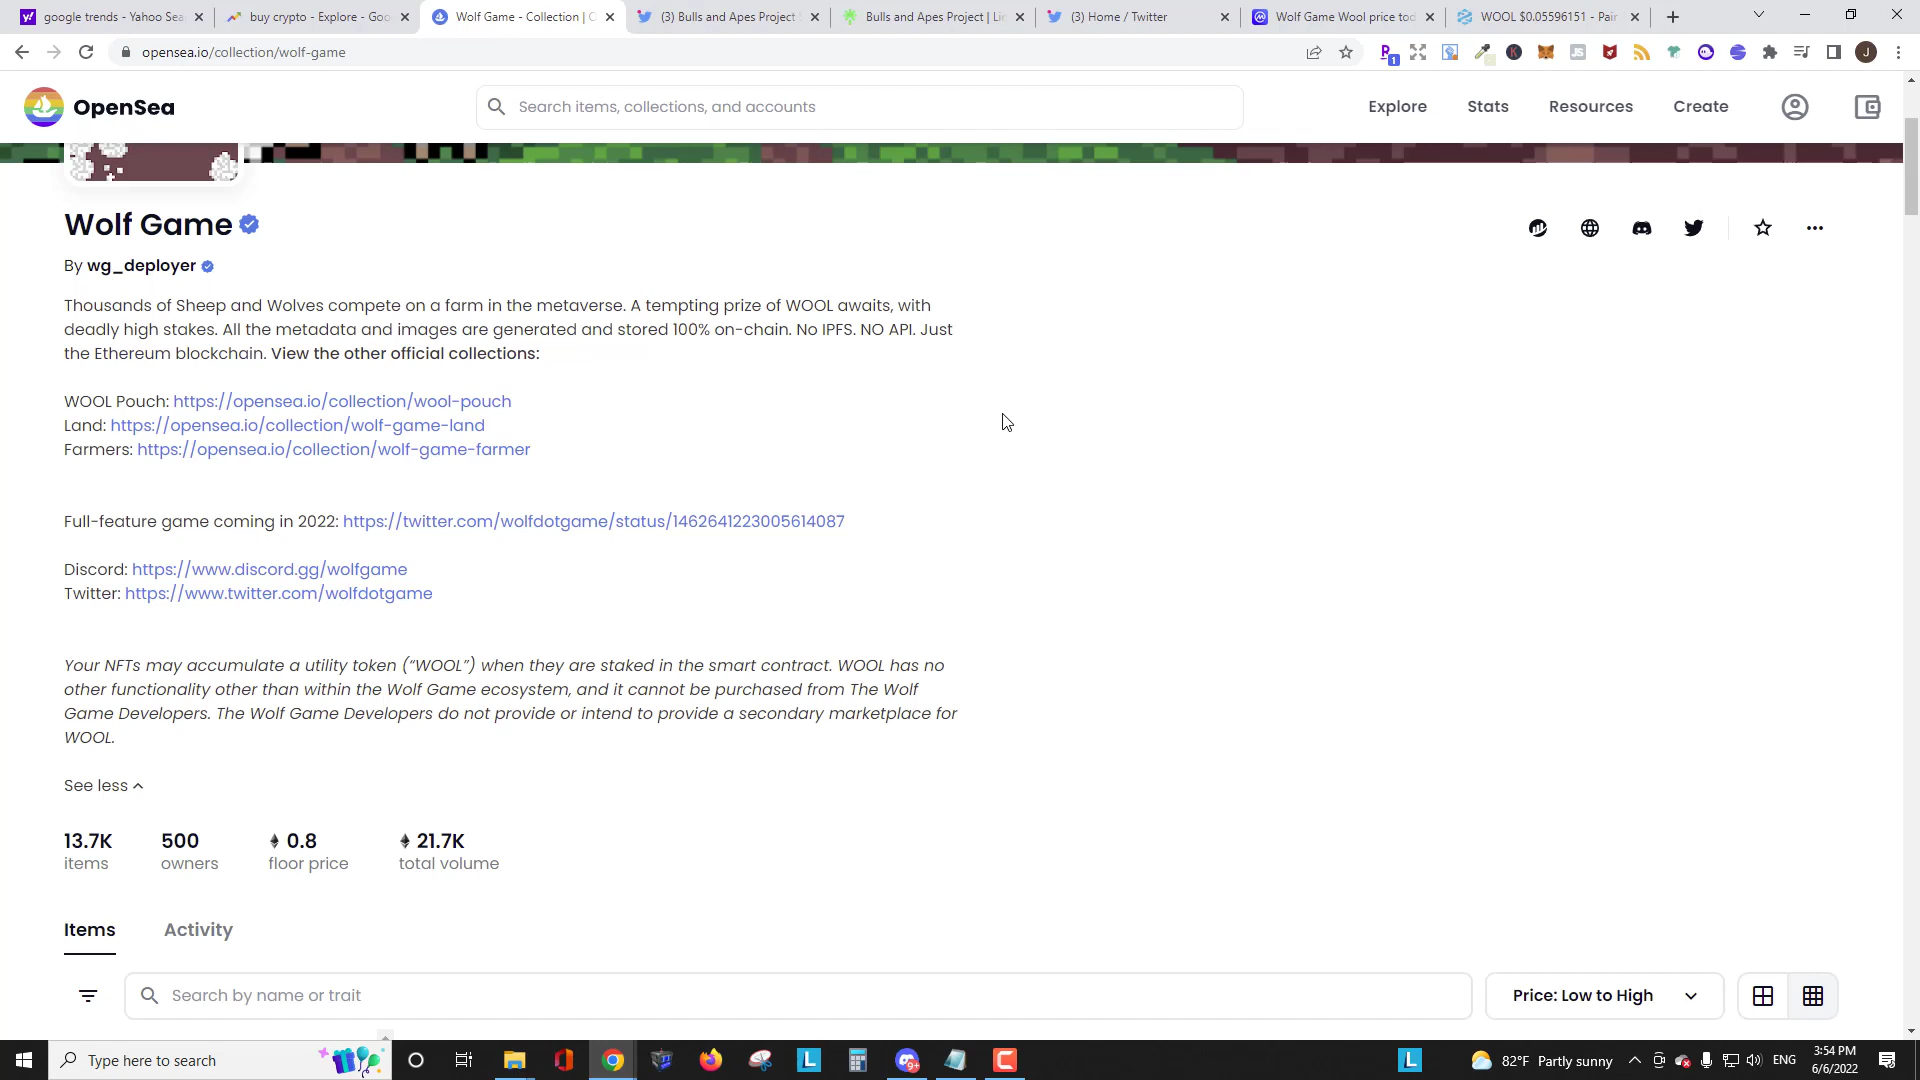 google trends - Yahoo Sea
buy crypto - Explore - Goo
Wolf Game - Collection | O
(3) Bulls and Apes Project
Bulls and Apes Project | Lin
(3) Home / Twitter
Wolf Game Wool price tod
WOOL $0.05596151 - Pair
opensea.io/collection/wolf-game
1
JS
J
OpenSea
Search items, collections, and accounts
Explore
Stats
Resources
Create
Wolf Game
By wg_deployer
Thousands of Sheep and Wolves compete on a farm in the metaverse. A tempting prize of WOOL awaits, with
deadly high stakes. All the metadata and images are generated and stored 100% on-chain. No IPFS. NO API. Just
the Ethereum blockchain. View the other official collections:
WOOL Pouch: https://opensea.io/collection/wool-pouch
Land: https://opensea.io/collection/wolf-game-land
Farmers: https://opensea.io/collection/wolf-game-farmer
Full-feature game coming in 2022: https://twitter.com/wolfdotgame/status/1462641223005614087
Discord: https://www.discord.gg/wolfgame
Twitter: https://www.twitter.com/wolfdotgame
Your NFTs may accumulate a utility token (“WOOL”) when they are staked in the smart contract. WOOL has no
other functionality other than within the Wolf Game ecosystem, and it cannot be purchased from The Wolf
Game Developers. The Wolf Game Developers do not provide or intend to provide a secondary marketplace for
WOOL.
See less
13.7K
500
0.8
21.7K
items
owners
floor price
total volume
Items
Activity
Search by name or trait
Price: Low to High
Type here to search
L
9+
L
82°F Partly sunny
ENG
3:54 PM
6/6/2022